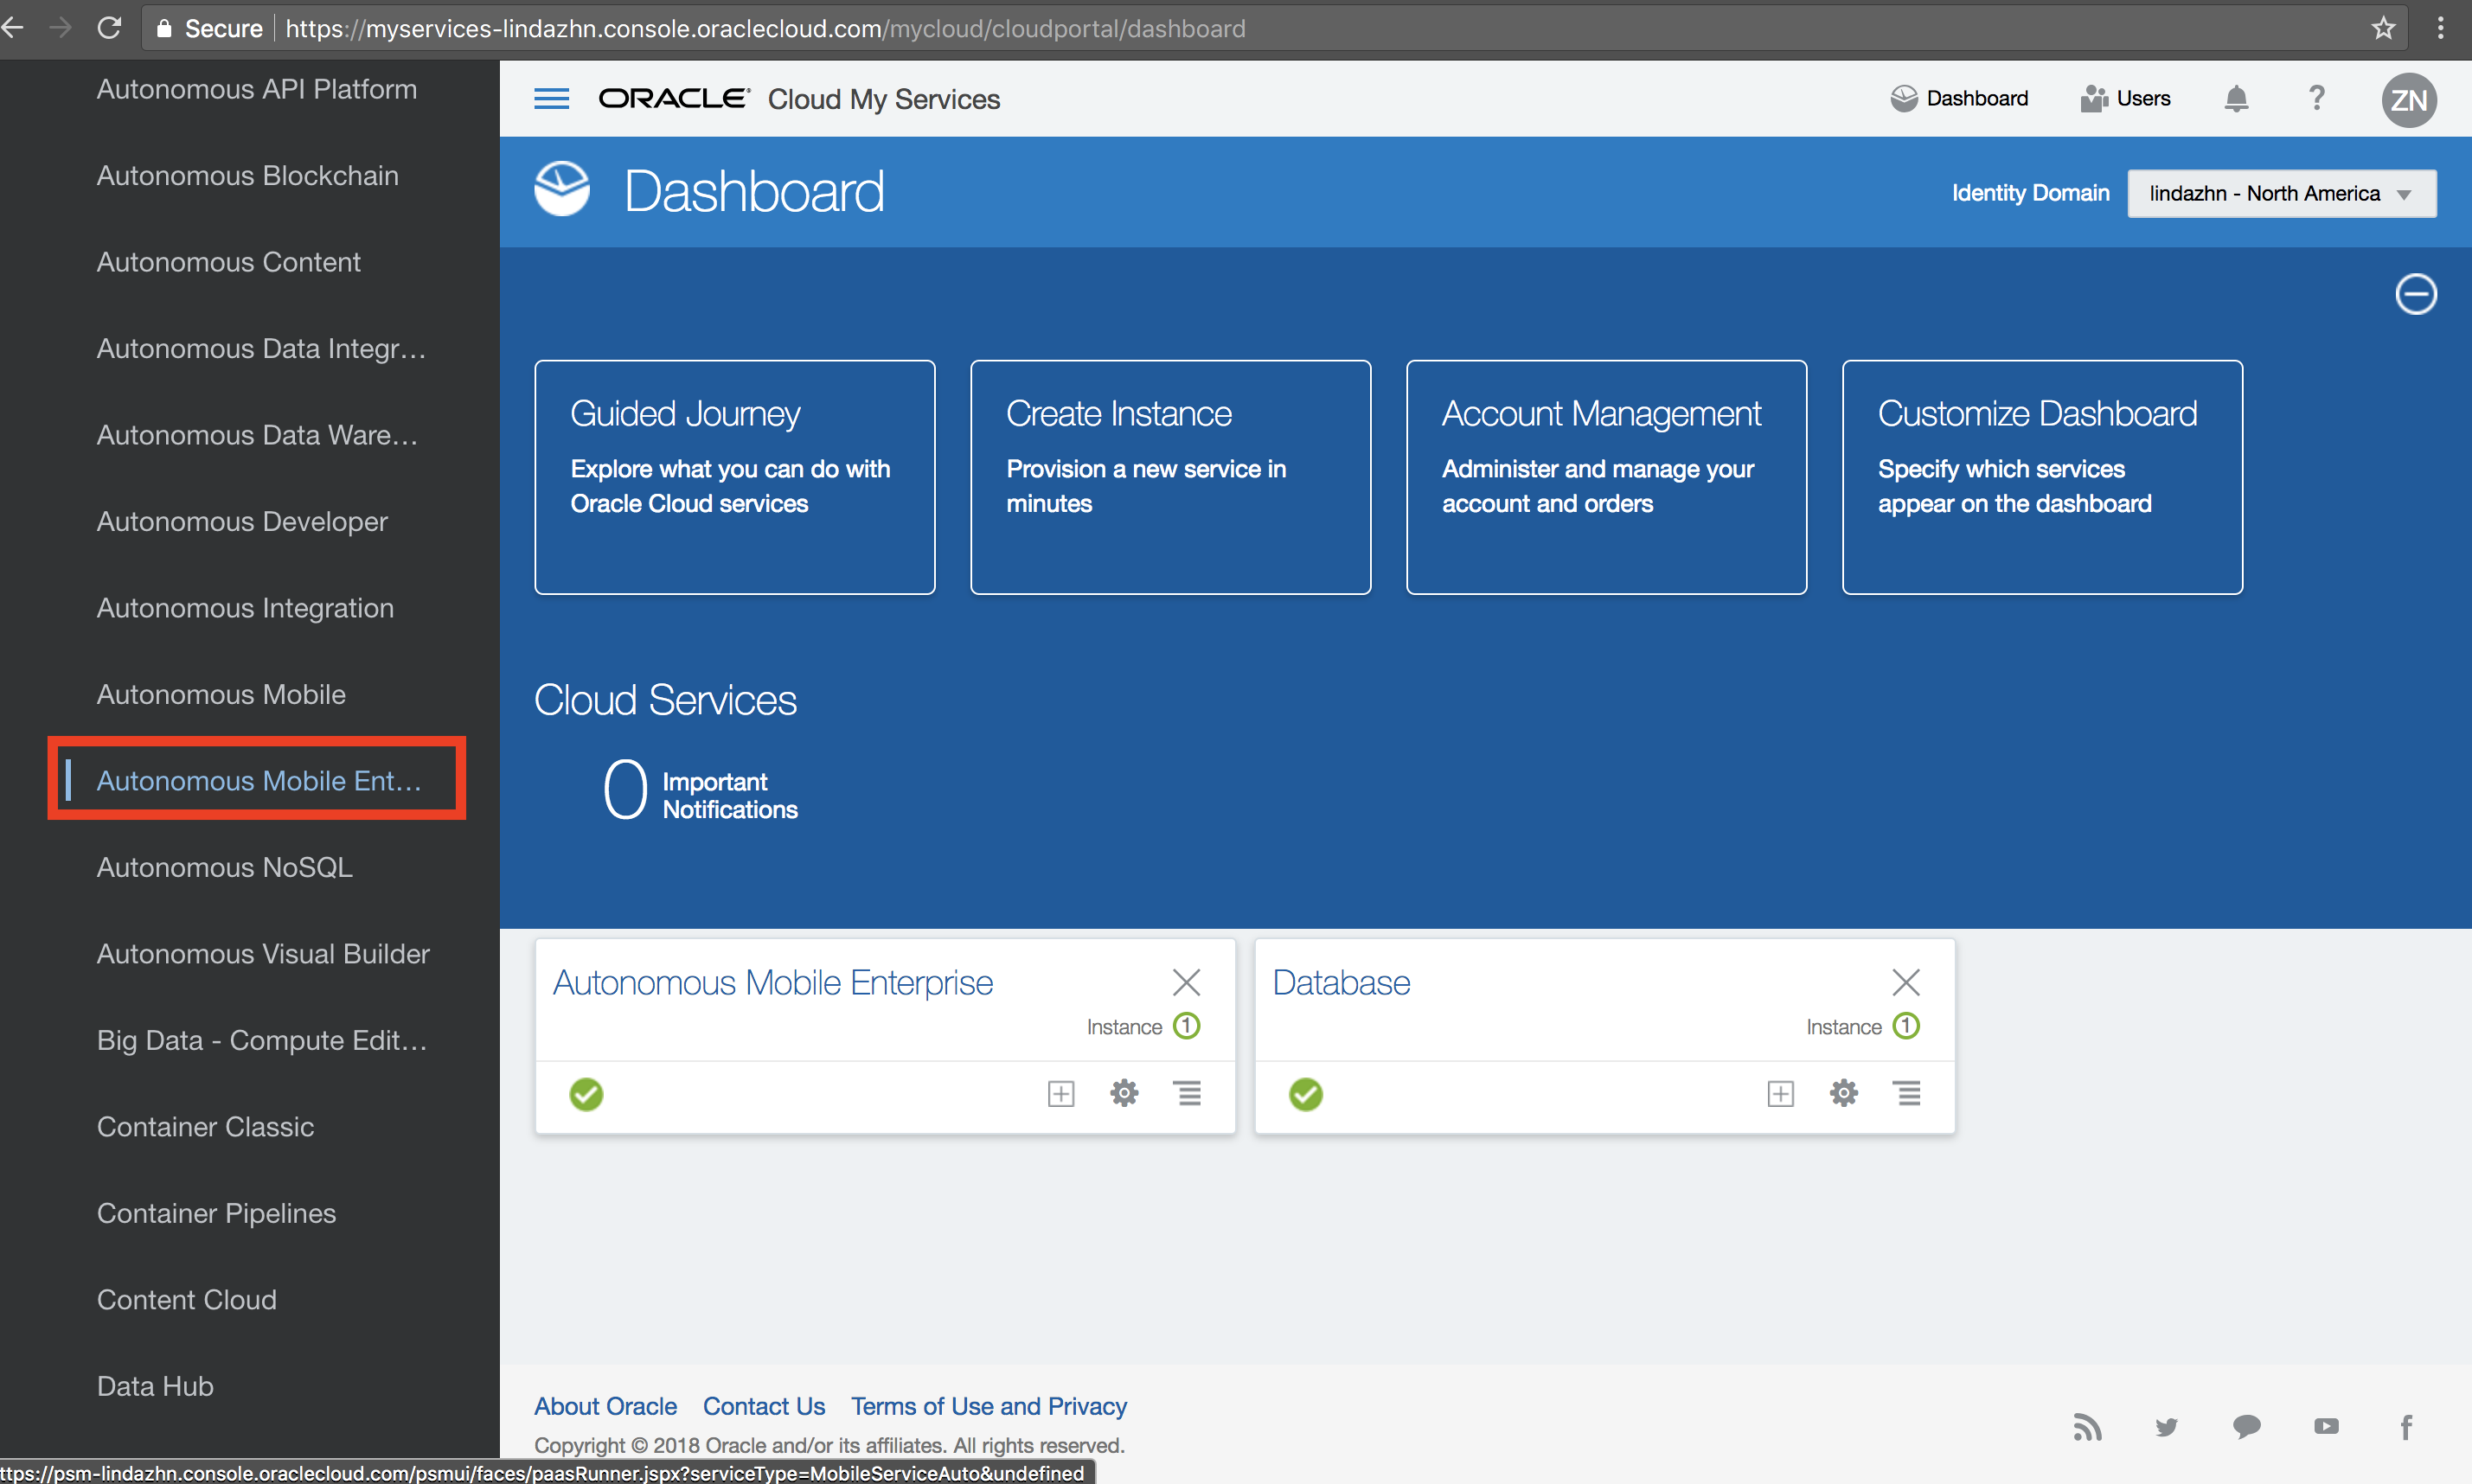 Secure https://myservices-lindazhn.console.oraclecloud.com/mycloud/cloudportal/dashboard
Autonomous API Platform
Autonomous Blockchain
Autonomous Content
Autonomous Data Integr...
Autonomous Data Ware...
Autonomous Developer
Autonomous Integration
Autonomous Mobile
Autonomous Mobile Ent...
Autonomous NoSQL
Autonomous Visual Builder
Big Data - Compute Edit...
Container Classic
Container Pipelines
Content Cloud
Data Hub
ORACLE® Cloud My Services
Dashboard
Users
?
ZN
Dashboard
Identity Domain
lindazhn - North America
Guided Journey
Explore what you can do with
Oracle Cloud services
Create Instance
Provision a new service in
minutes
Account Management
Administer and manage your
account and orders
Customize Dashboard
Specify which services
appear on the dashboard
Cloud Services
0 Important
Notifications
Autonomous Mobile Enterprise
Instance 1
Database
Instance 1
About Oracle Contact Us Terms of Use and Privacy
Copyright © 2018 Oracle and/or its affiliates. All rights reserved.
ttps://psm-lindazhn.console.oraclecloud.com/psmui/faces/paasRunner.jspx?serviceType=MobileServiceAuto&undefined